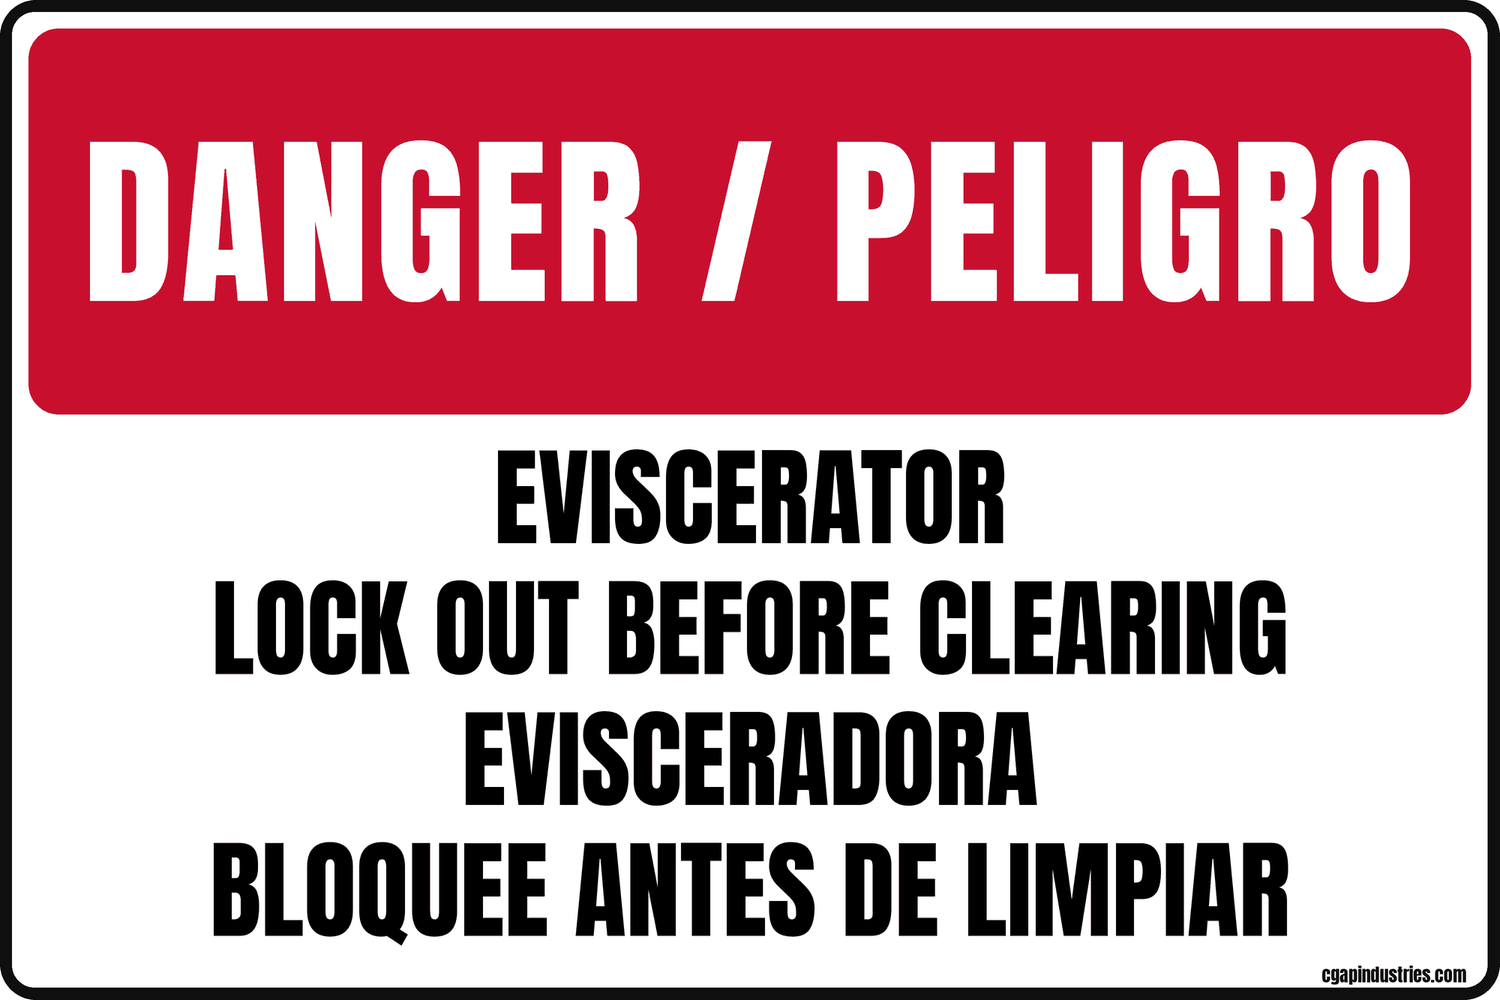 DANGER / PELIGRO
EVISCERATOR
LOCK OUT BEFORE CLEARING
EVISCERADORA
BLOQUEE ANTES DE LIMPIAR
cgapindustries.com